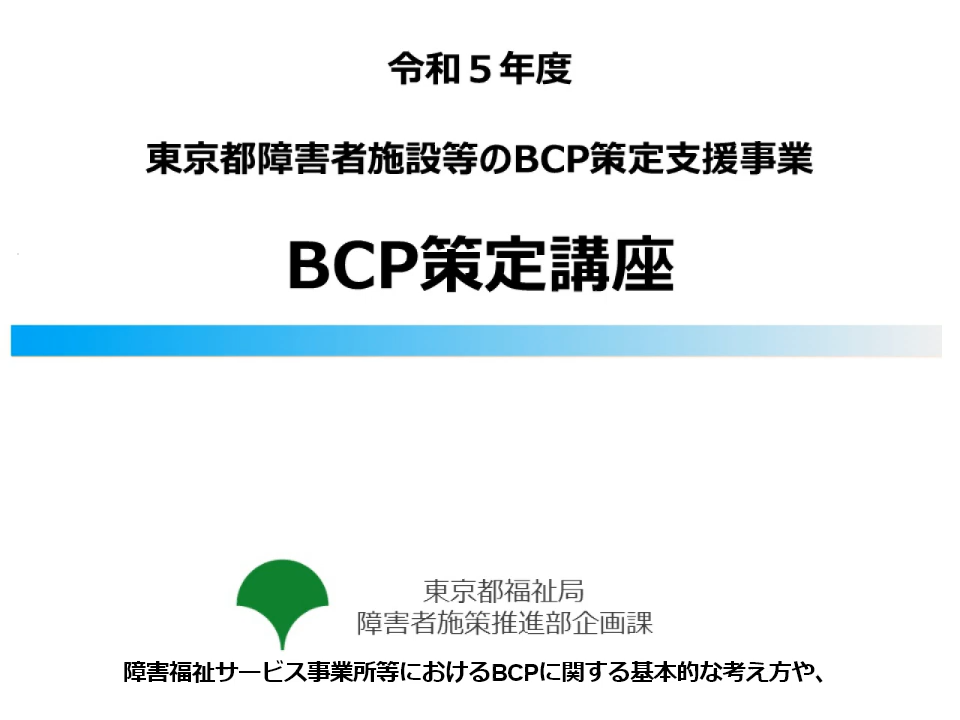 令和５年度
東京都障害者施設等のBCP策定支援事業
BCP策定講座
東京都福祉局
障害者施策推進部企画課
障害福祉サービス事業所等におけるBCPに関する基本的な考え方や、